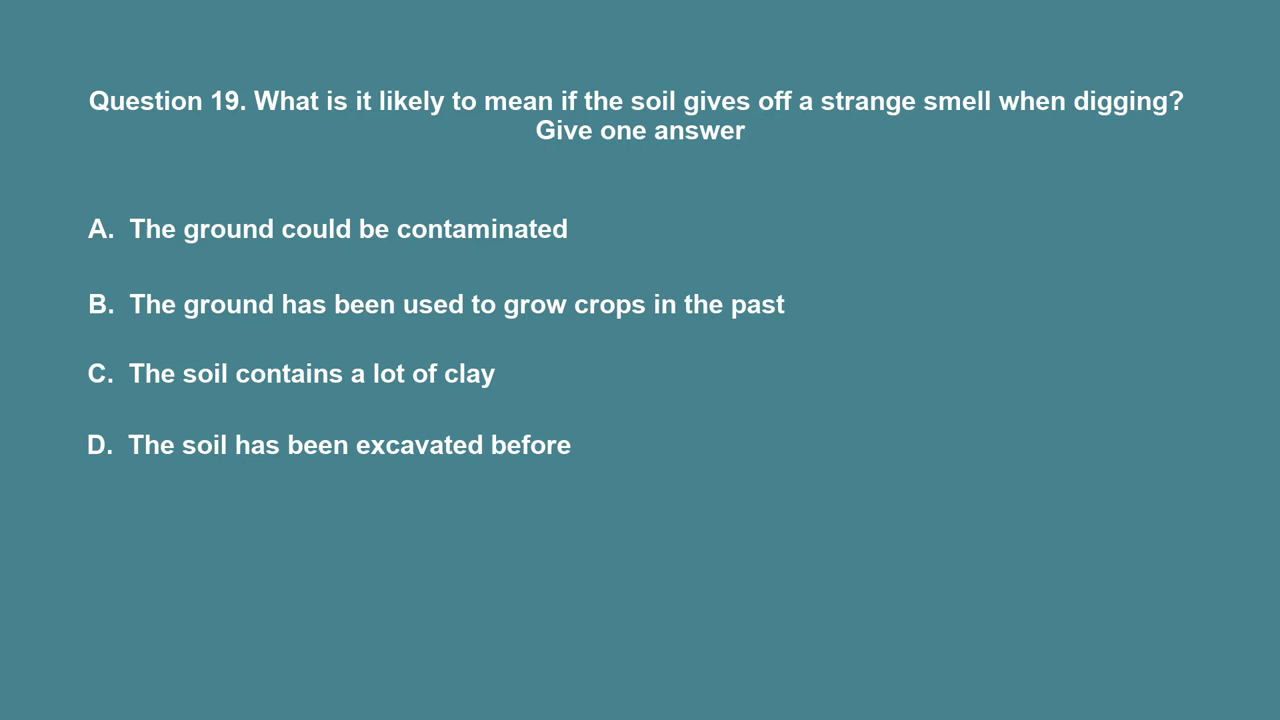 Question 19. What is it likely to mean if the soil gives off a strange smell when digging?
Give one answer
A. The ground could be contaminated
B. The ground has been used to grow crops in the past
C. The soil contains a lot of clay
D. The soil has been excavated before